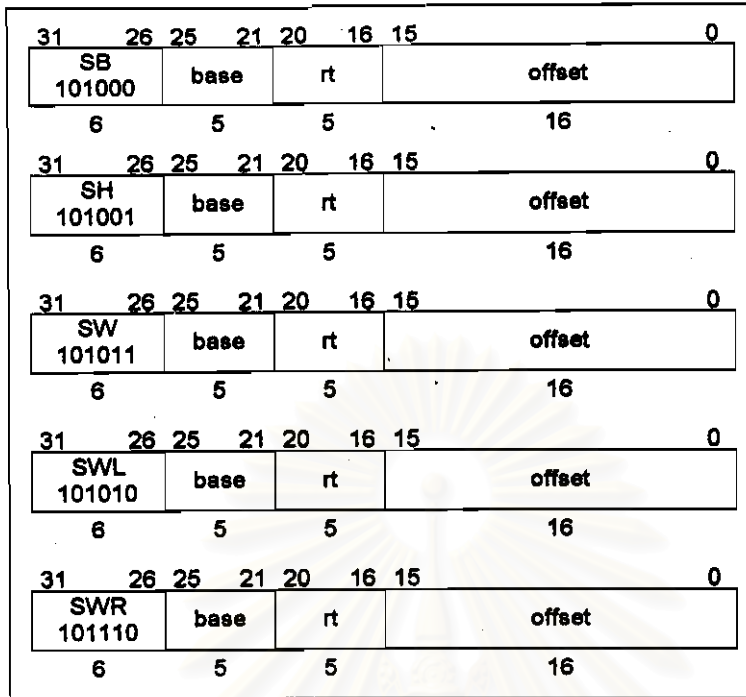 31 26 25 21 20 16 15 0
SB
101000 base rt offset
6 5 5 16
31 26 25 21 20 16 15 0
SH
101001 base rt offset
6 5 5 16
31 26 25 21 20 16 15 0
SW
101011 base rt offset
6 5 5 16
31 26 25 21 20 16 15 0
SWL
101010 base rt offset
6 5 5 16
31 26 25 21 20 16 15 0
SWR
101110 base rt offset
6 5 5 16